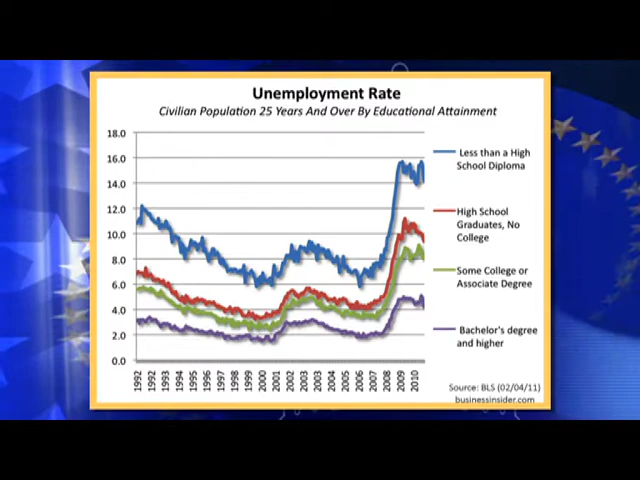 Unemployment Rate
Civilian Population 25 Years And Over By Educational Attainment
18.0
16.0
14.0
12.0
10.0
8.0
6.0
4.0
2.0
0.0
1992
1992
1993
1994
1995
1996
1997
1998
1999
2000
2001
2002
2003
2003
2004
2005
2006
2007
2008
2009
2010
Less than a High
School Diploma
High School
Graduates, No
College
Some College or
Associate Degree
Bachelor's degree
and higher
Source: BLS (02/04/11)
businessinsider.com